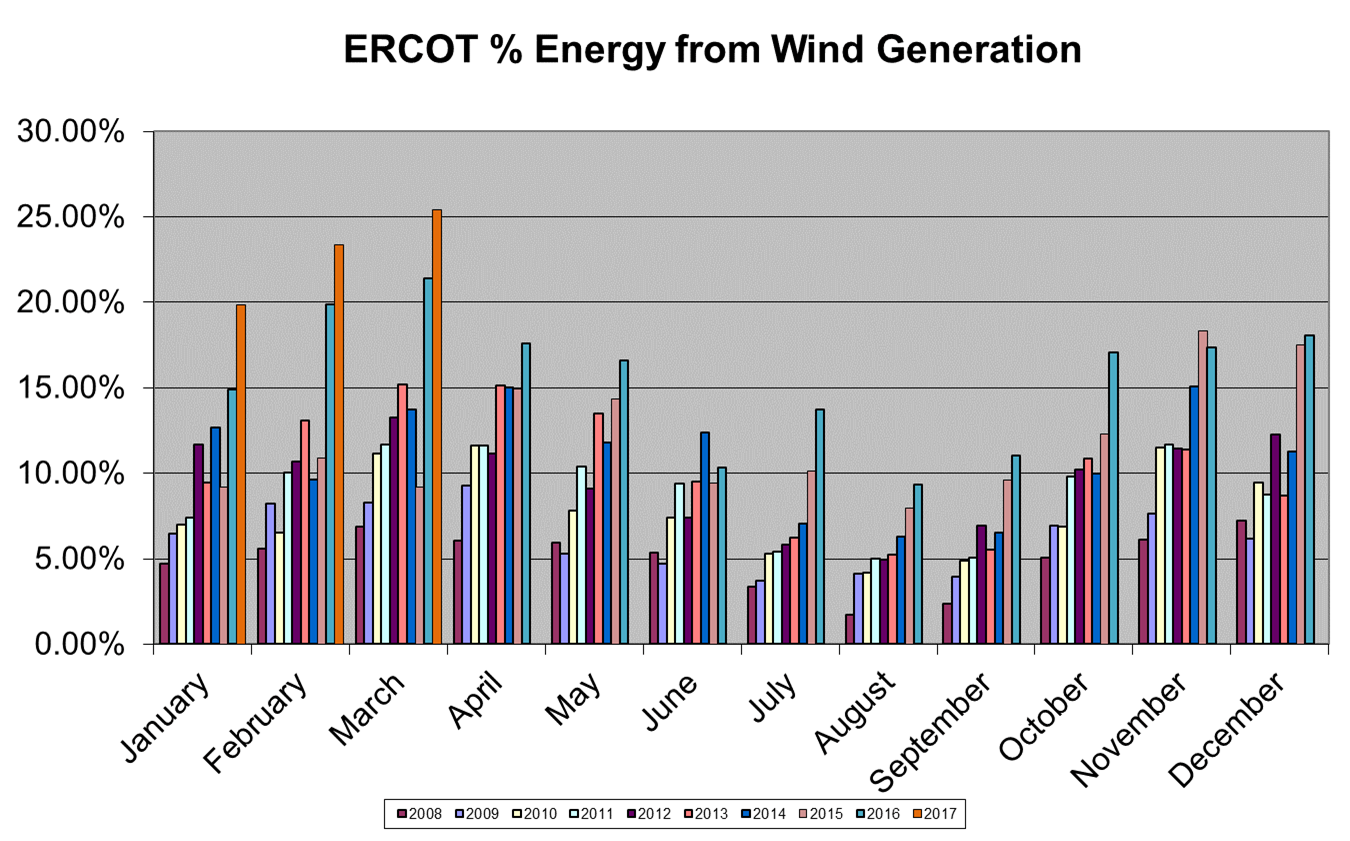 ERCOT % Energy from Wind Generation
30.00%
25.00%
20.00%
15.00%
10.00%
5.00%
0.00%
January
February
March
April
May
June
July
August
September
October
November
December
2008 2009 2010 2011 2012 2013 2014 2015 2016 2017